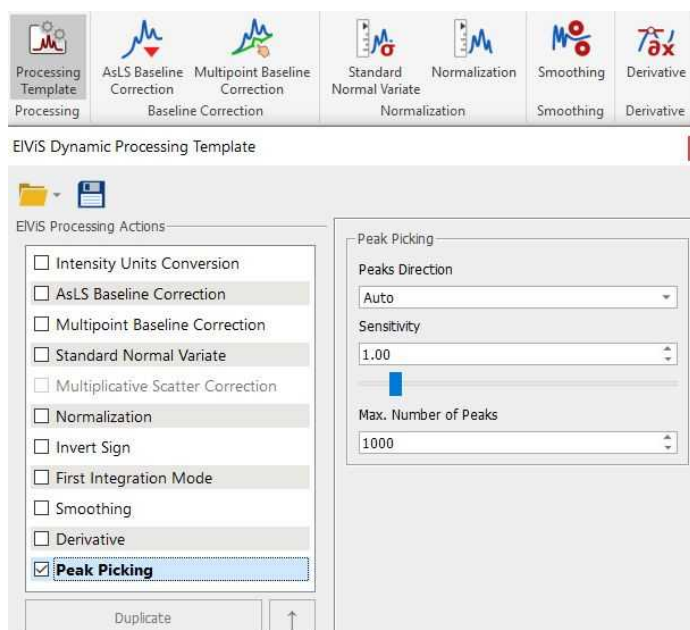 Processing Template
AsLS Baseline Correction
Multipoint Baseline Correction
Standard Normal Variate
Normalization
Smoothing
Derivative
Processing
Baseline Correction
Normalization
Smoothing
Derivative
ElViS Dynamic Processing Template
ElViS Processing Actions
Intensity Units Conversion
AsLS Baseline Correction
Multipoint Baseline Correction
Standard Normal Variate
Multiplicative Scatter Correction
Normalization
Invert Sign
First Integration Mode
Smoothing
Derivative
Peak Picking
Duplicate
Peak Picking
Peaks Direction
Auto
Sensitivity
1.00
Max. Number of Peaks
1000